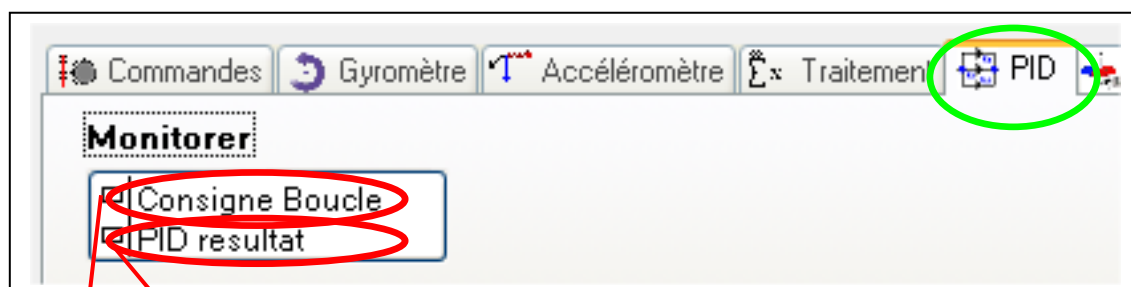 Commandes Gyromètre Accéléromètre Traitement PID
Monitorer
Consigne Boucle
PID resultat